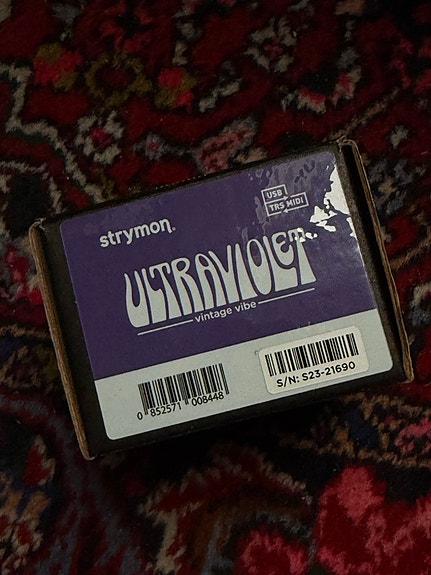 USB
TRS MIDI
strymon®
ULTRAVIOLET
vintage vibe
0 852571 008448
S/N: S23-21690